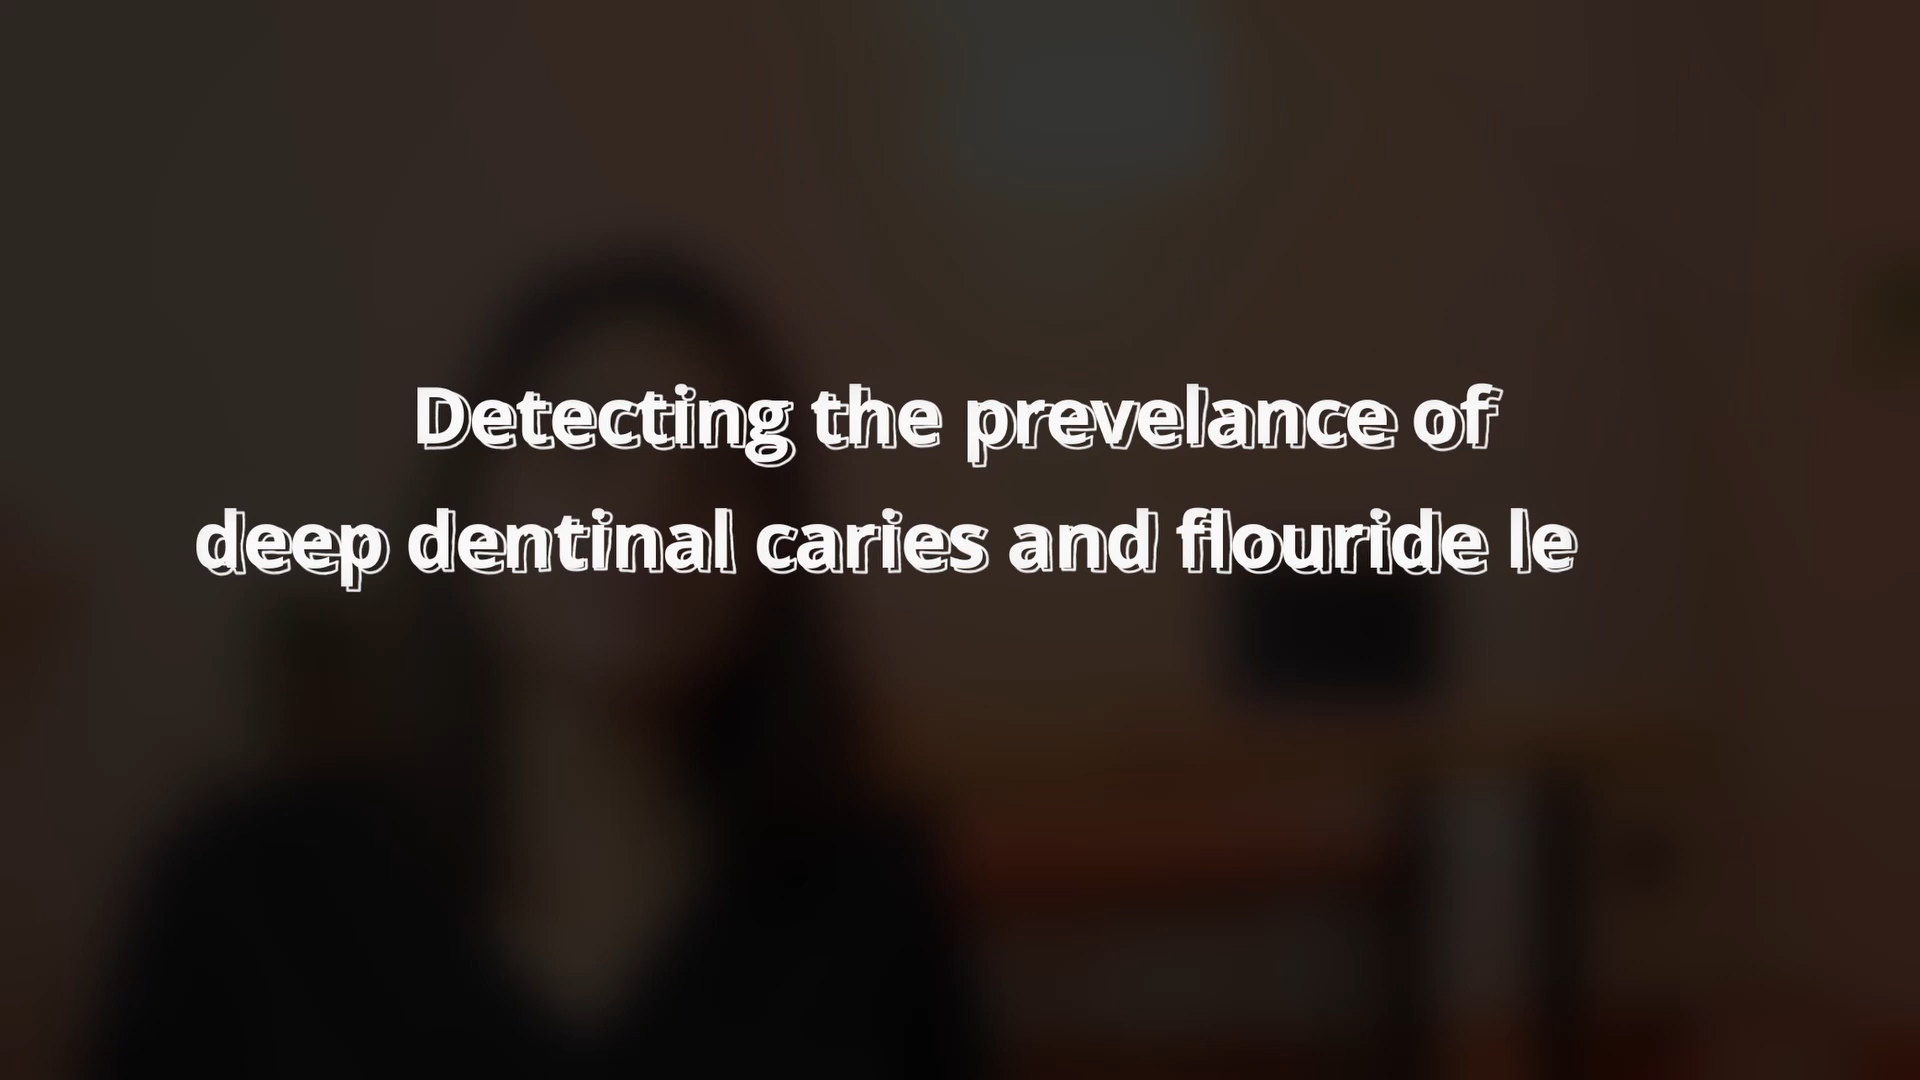 Detecting the prevelance of
deep dentinal caries and flouride le